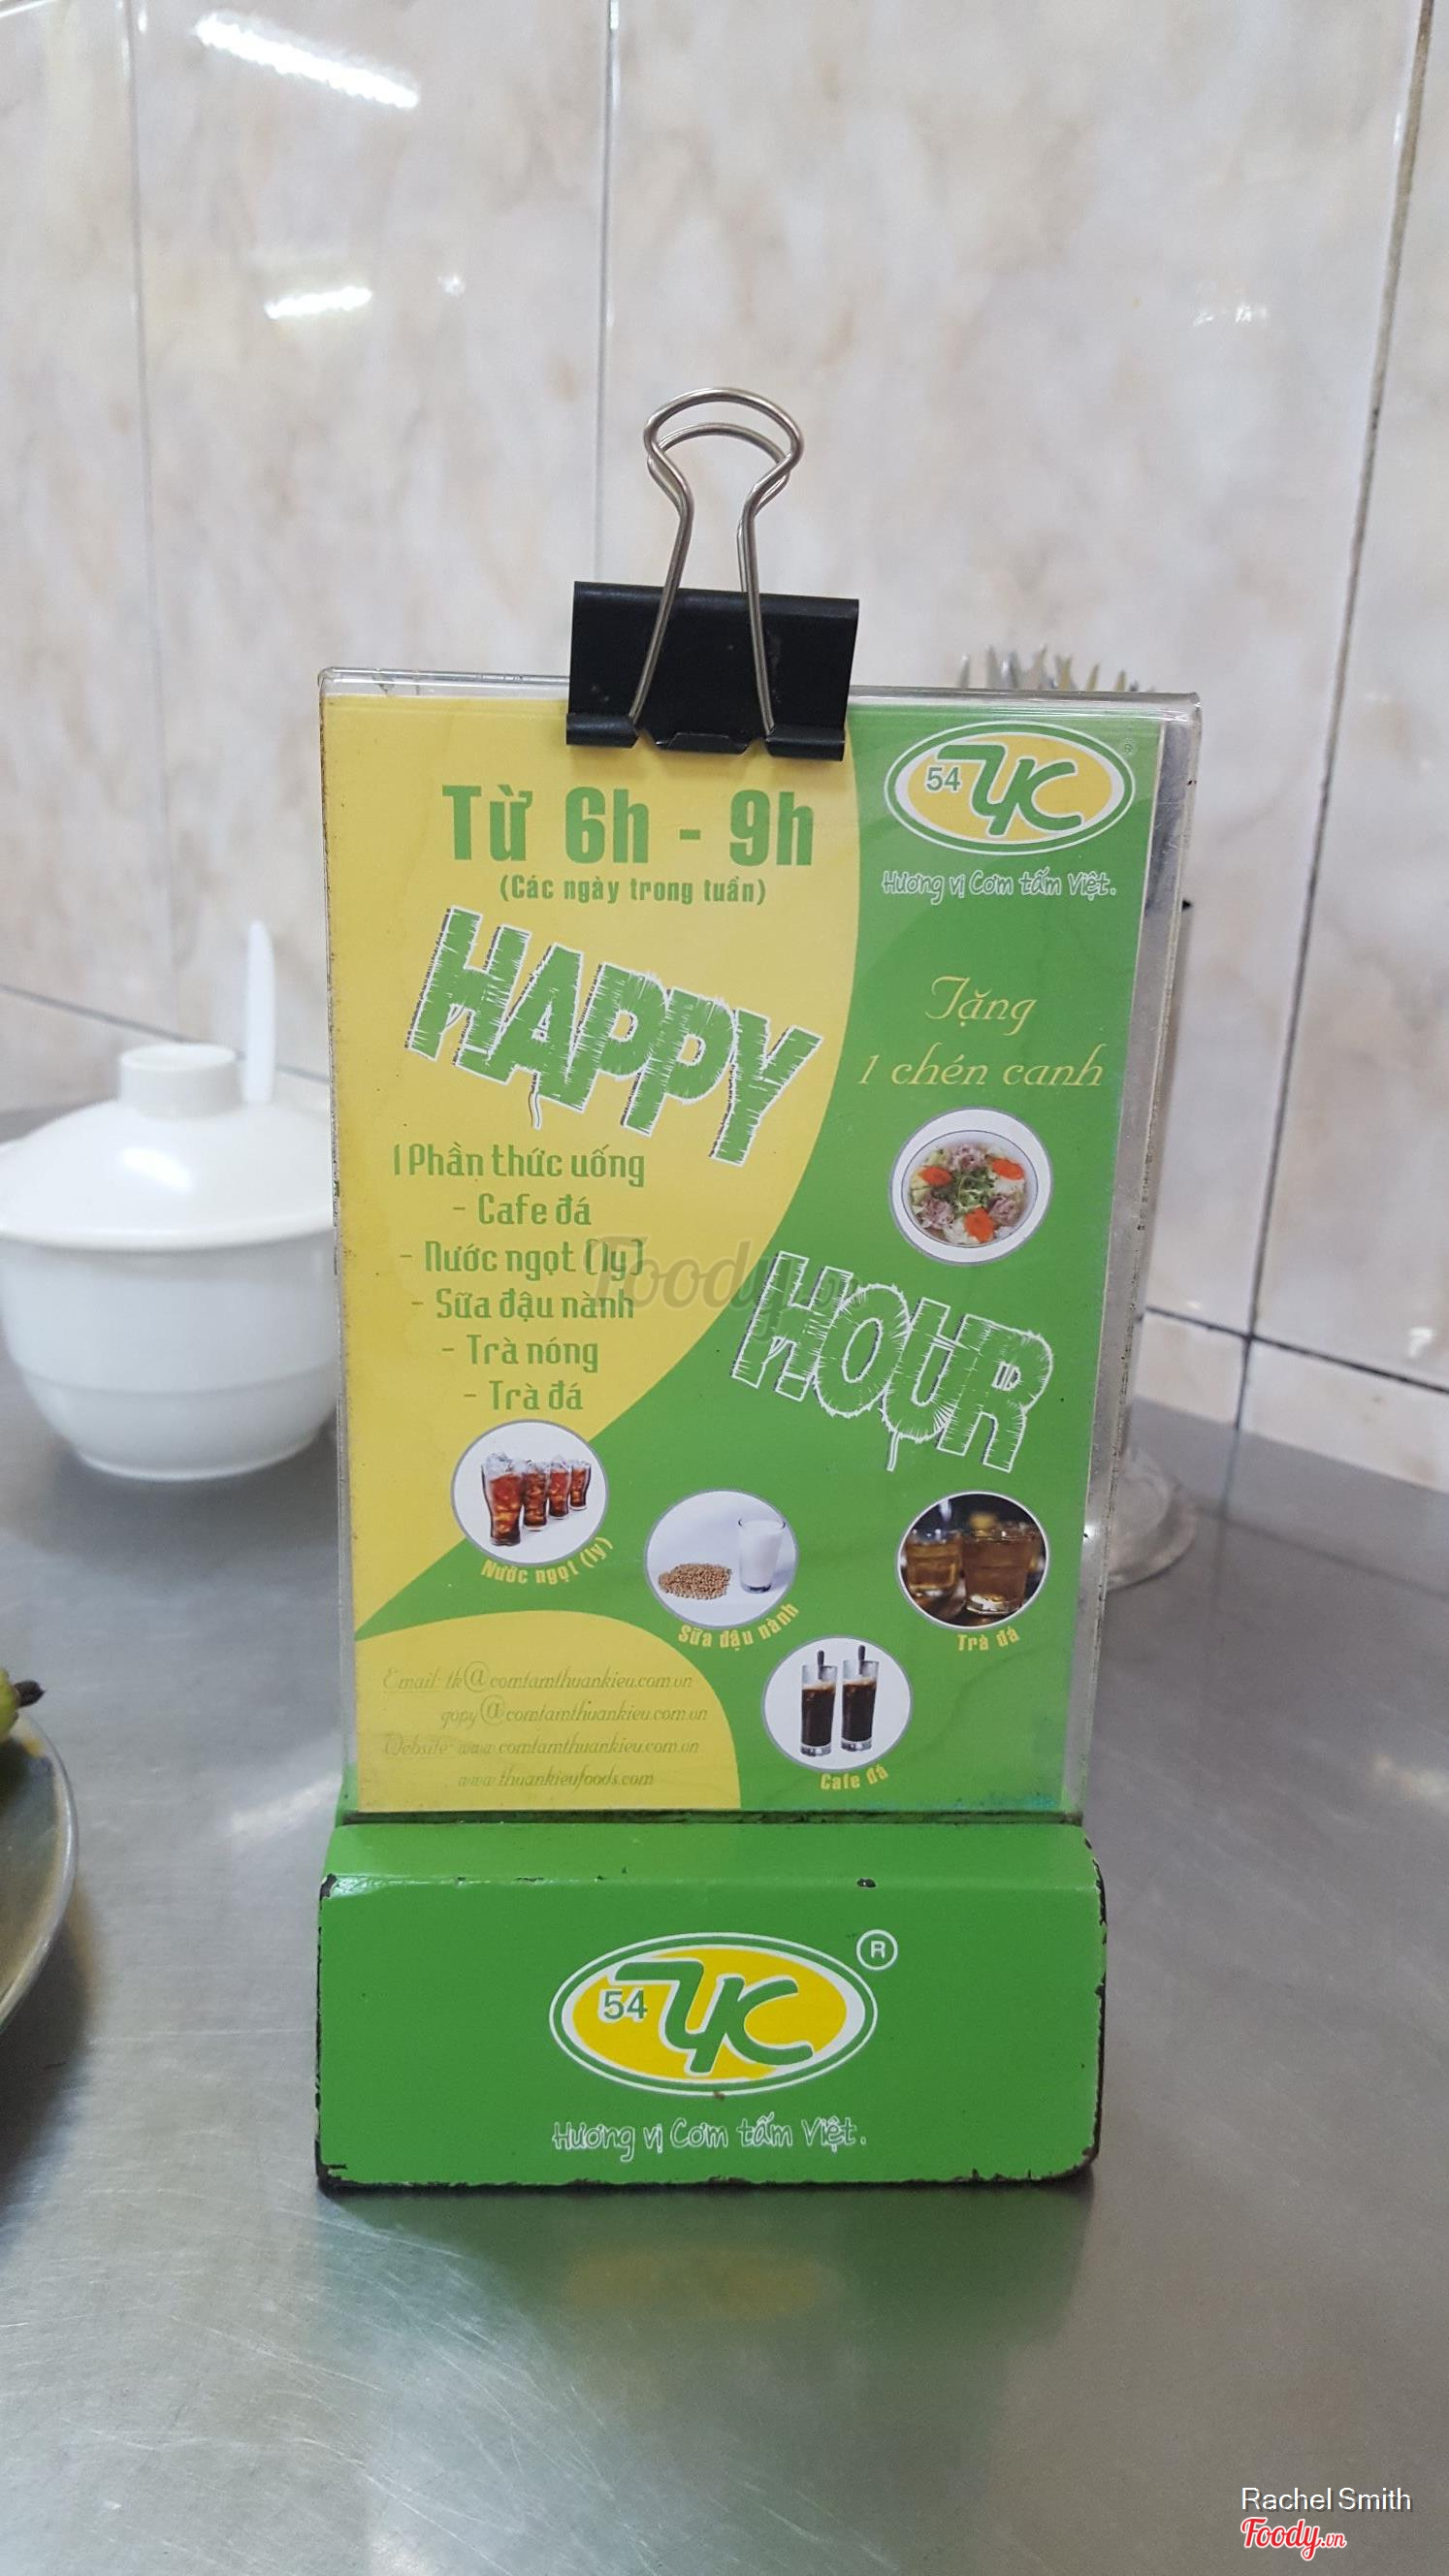 Từ 6h - 9h
(Các ngày trong tuần)
HAPPY
1 Phần thức uống
- Cafe đá
- Nước ngọt (ly)
- Sữa đậu nành
- Trà nóng
- Trà đá
54 TK ®
Hương vị Cơm tấm Việt.
Tặng
1 chén canh
HOUR
Nước ngọt (ly)
Sữa đậu nành
Trà đá
Cafe đá
Email: tk@comtamthuankieu.com.vn
gopy@comtamthuankieu.com.vn
Website: www.comtamthuankieu.com.vn
www.thuankieufoods.com
54 TK ®
Hương vị Cơm tấm Việt.
Foody.vn
Rachel Smith
Foody.vn